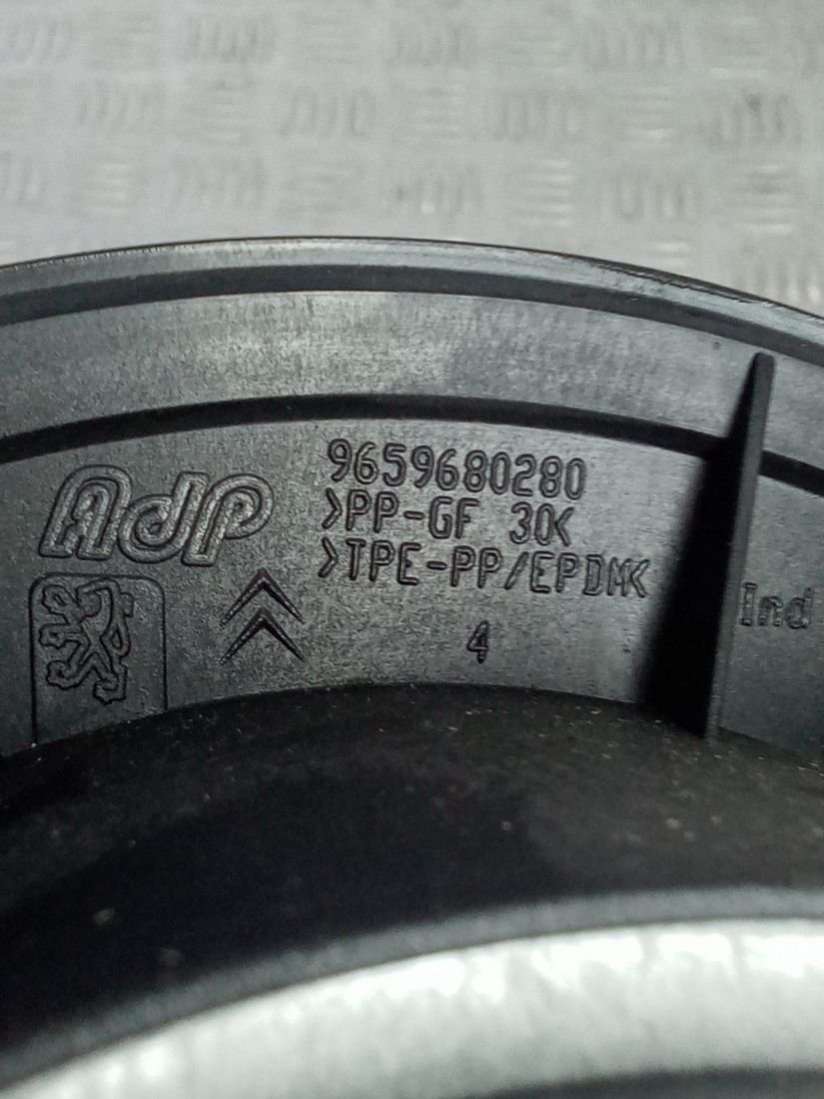 AdP
9659680280
>PP-GF 30<
>TPE-PP/EPDM<
4
Ind